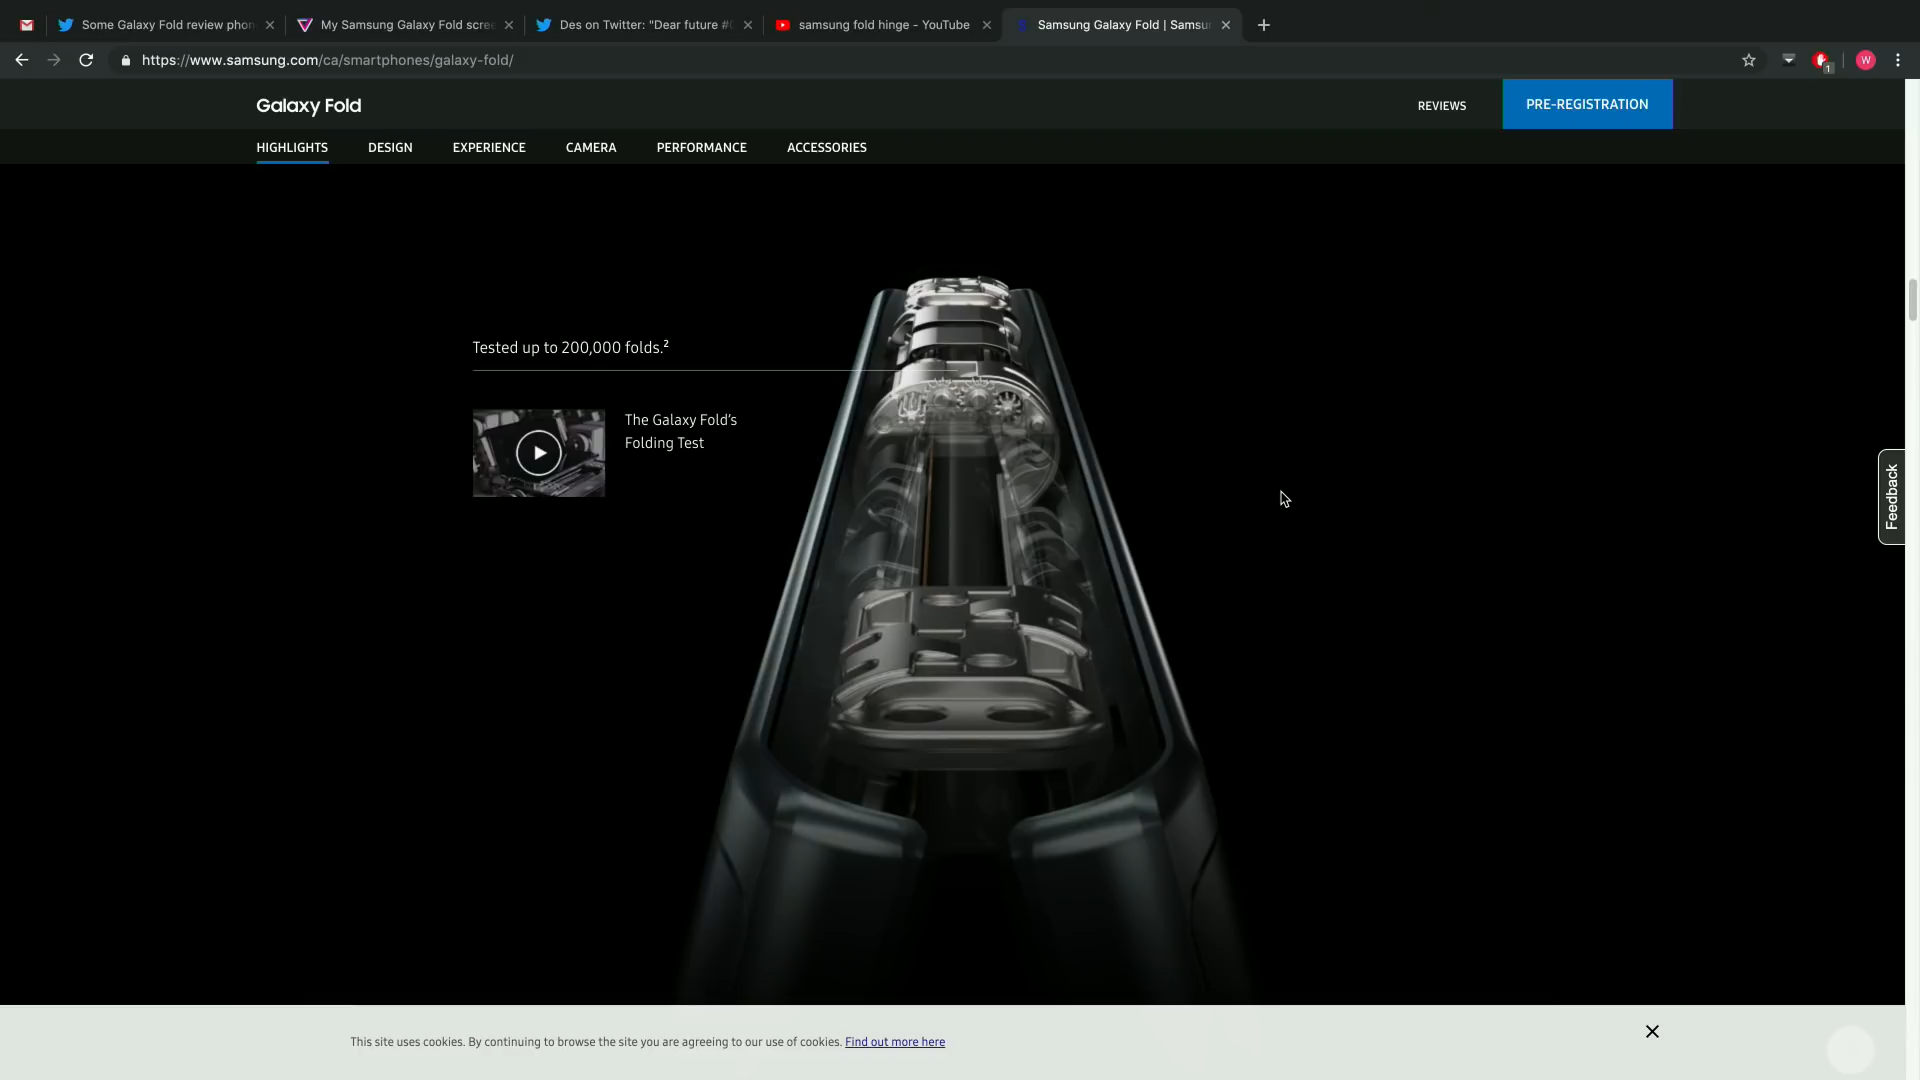 Some Galaxy Fold review phon
My Samsung Galaxy Fold scree
Des on Twitter: "Dear future #G
samsung fold hinge - YouTube
Samsung Galaxy Fold | Samsu
https://www.samsung.com/ca/smartphones/galaxy-fold/
1
W
Galaxy Fold
REVIEWS
PRE-REGISTRATION
HIGHLIGHTS DESIGN EXPERIENCE CAMERA PERFORMANCE ACCESSORIES
Tested up to 200,000 folds.²
The Galaxy Fold's
Folding Test
Feedback
This site uses cookies. By continuing to browse the site you are agreeing to our use of cookies. Find out more here